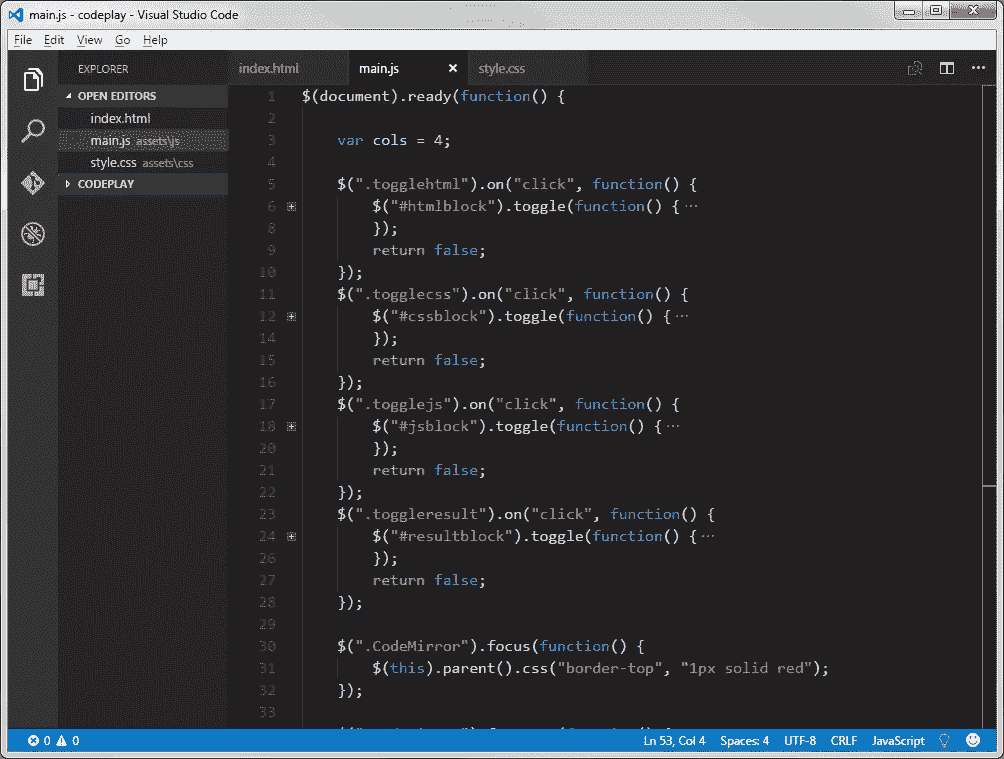 main.js - codeplay - Visual Studio Code
File Edit View Go Help
EXPLORER
OPEN EDITORS
index.html
main.js assets\js
style.css assets\css
CODEPLAY
index.html main.js style.css
1 $(document).ready(function() {
2
3 var cols = 4;
4
5 $(".togglehtml").on("click", function() {
6 $("#htmlblock").toggle(function() {···
8 });
9 return false;
10 });
11 $(".togglecss").on("click", function() {
12 $("#cssblock").toggle(function() {···
14 });
15 return false;
16 });
17 $(".togglejs").on("click", function() {
18 $("#jsblock").toggle(function() {···
20 });
21 return false;
22 });
23 $(".toggleresult").on("click", function() {
24 $("#resultblock").toggle(function() {···
26 });
27 return false;
28 });
29
30 $(".CodeMirror").focus(function() {
31 $(this).parent().css("border-top", "1px solid red");
32 });
33
0 0 Ln 53, Col 4 Spaces: 4 UTF-8 CRLF JavaScript